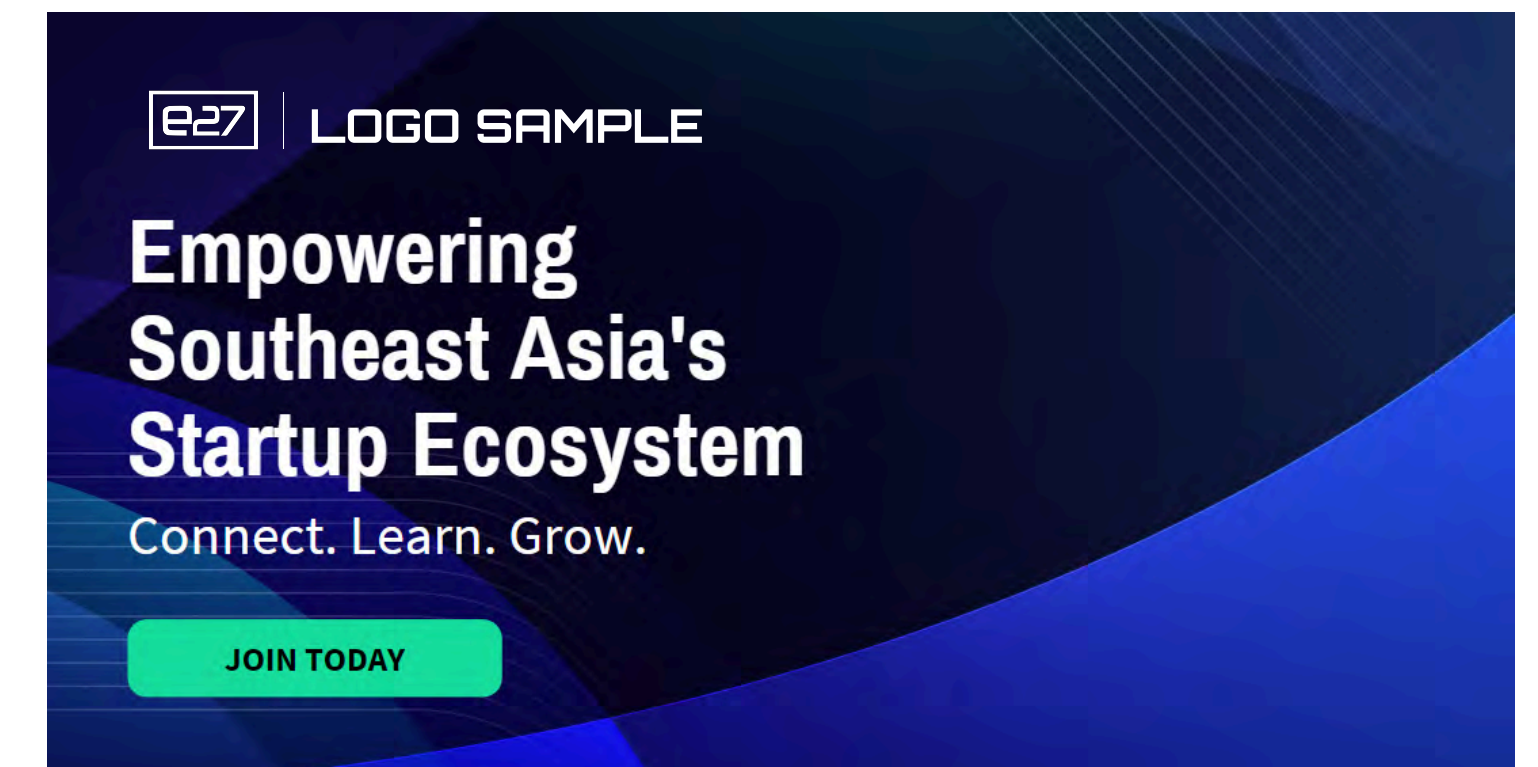 e27 | LOGO SAMPLE
Empowering
Southeast Asia's
Startup Ecosystem
Connect. Learn. Grow.
JOIN TODAY